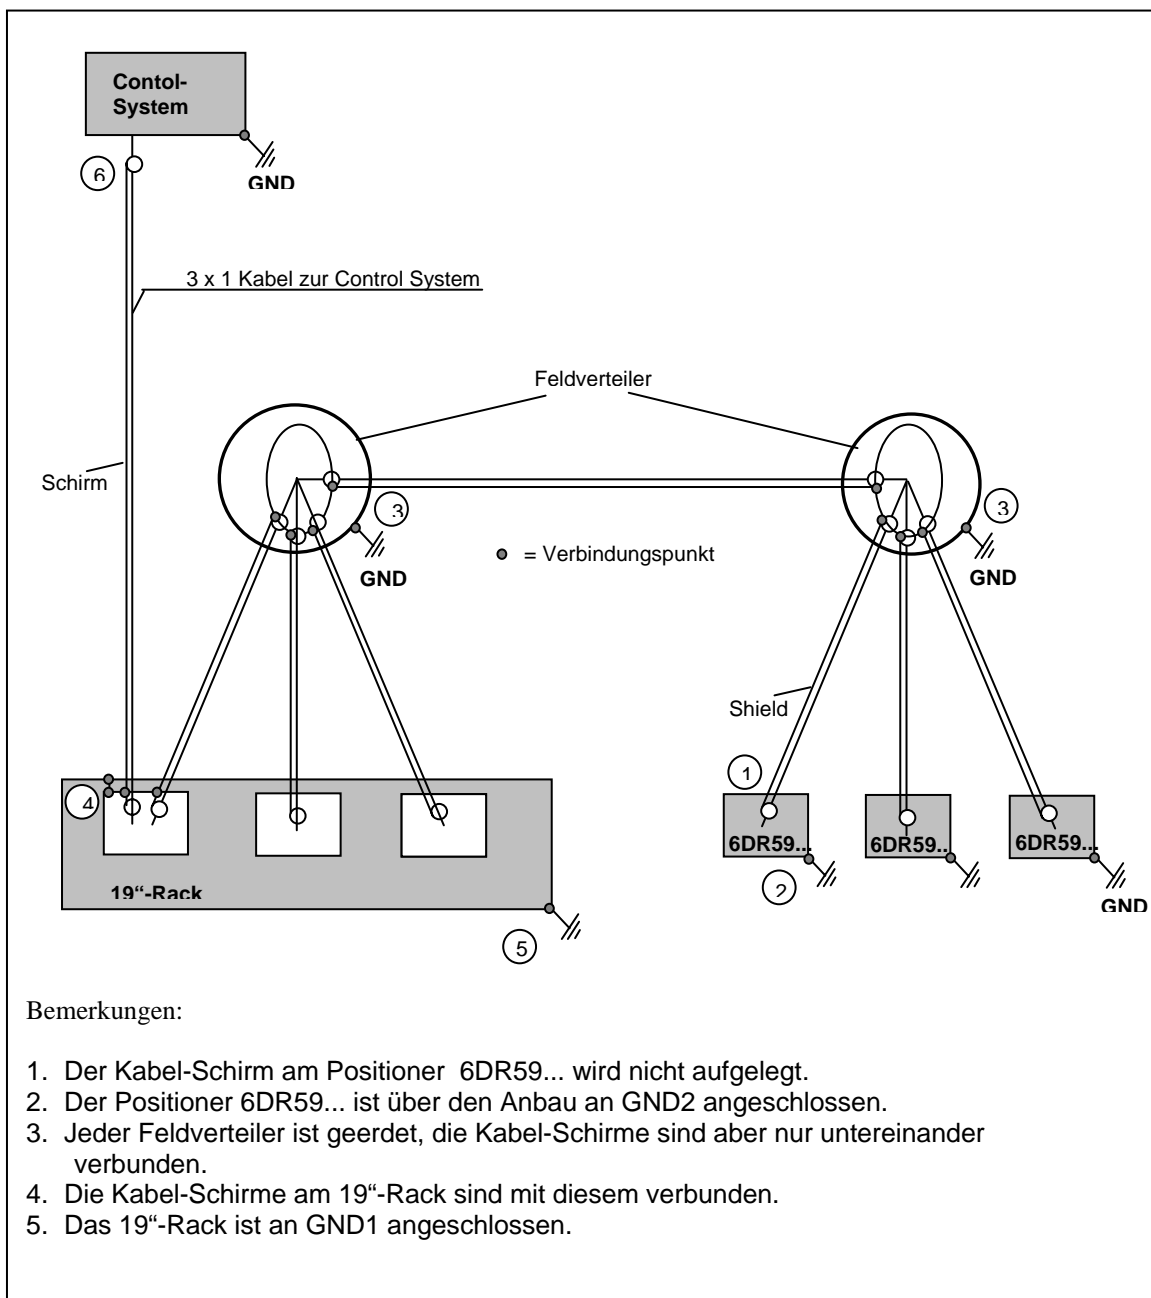 Contol-
System
6
GND
3 x 1 Kabel zur Control System
Feldverteiler
Schirm
3
3
= Verbindungspunkt
GND
GND
Shield
1
4
6DR59...
6DR59...
6DR59...
2
19“-Rack
GND
5
Bemerkungen:
1. Der Kabel-Schirm am Positioner 6DR59... wird nicht aufgelegt.
2. Der Positioner 6DR59... ist über den Anbau an GND2 angeschlossen.
3. Jeder Feldverteiler ist geerdet, die Kabel-Schirme sind aber nur untereinander
verbunden.
4. Die Kabel-Schirme am 19“-Rack sind mit diesem verbunden.
5. Das 19“-Rack ist an GND1 angeschlossen.